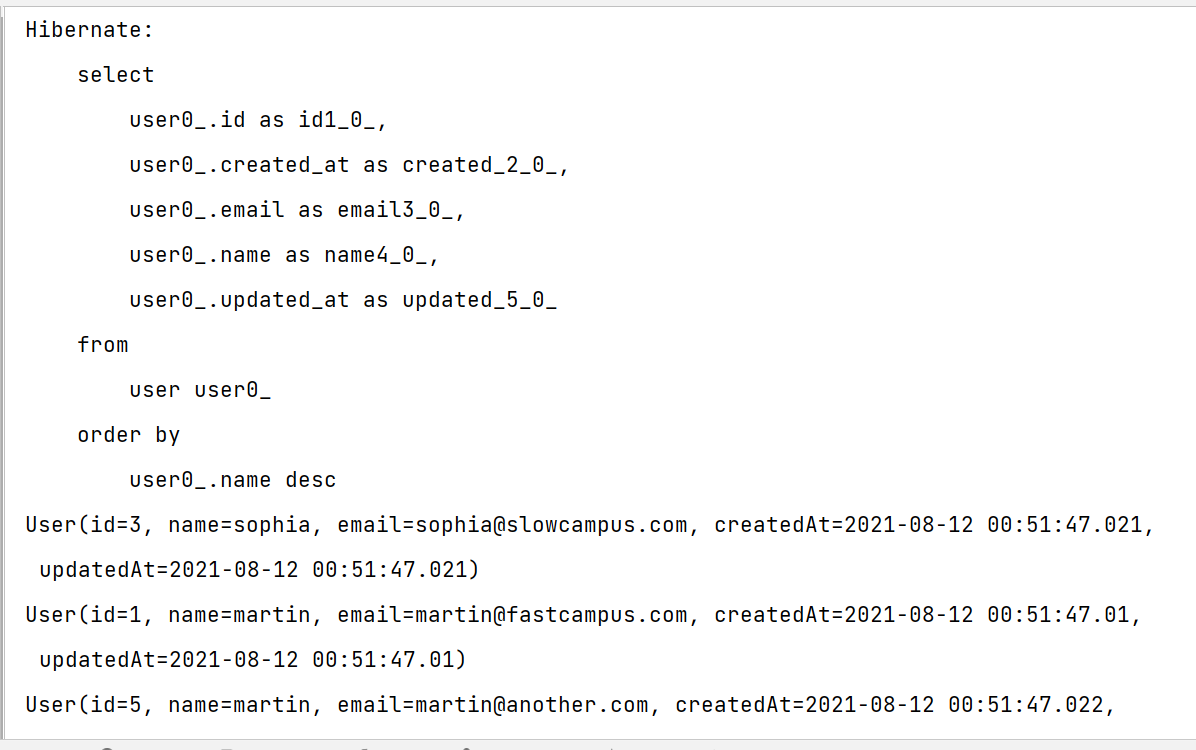 Hibernate:
    select
        user0_.id as id1_0_,
        user0_.created_at as created_2_0_,
        user0_.email as email3_0_,
        user0_.name as name4_0_,
        user0_.updated_at as updated_5_0_
    from
        user user0_
    order by
        user0_.name desc
User(id=3, name=sophia, email=sophia@slowcampus.com, createdAt=2021-08-12 00:51:47.021,
 updatedAt=2021-08-12 00:51:47.021)
User(id=1, name=martin, email=martin@fastcampus.com, createdAt=2021-08-12 00:51:47.01,
 updatedAt=2021-08-12 00:51:47.01)
User(id=5, name=martin, email=martin@another.com, createdAt=2021-08-12 00:51:47.022,